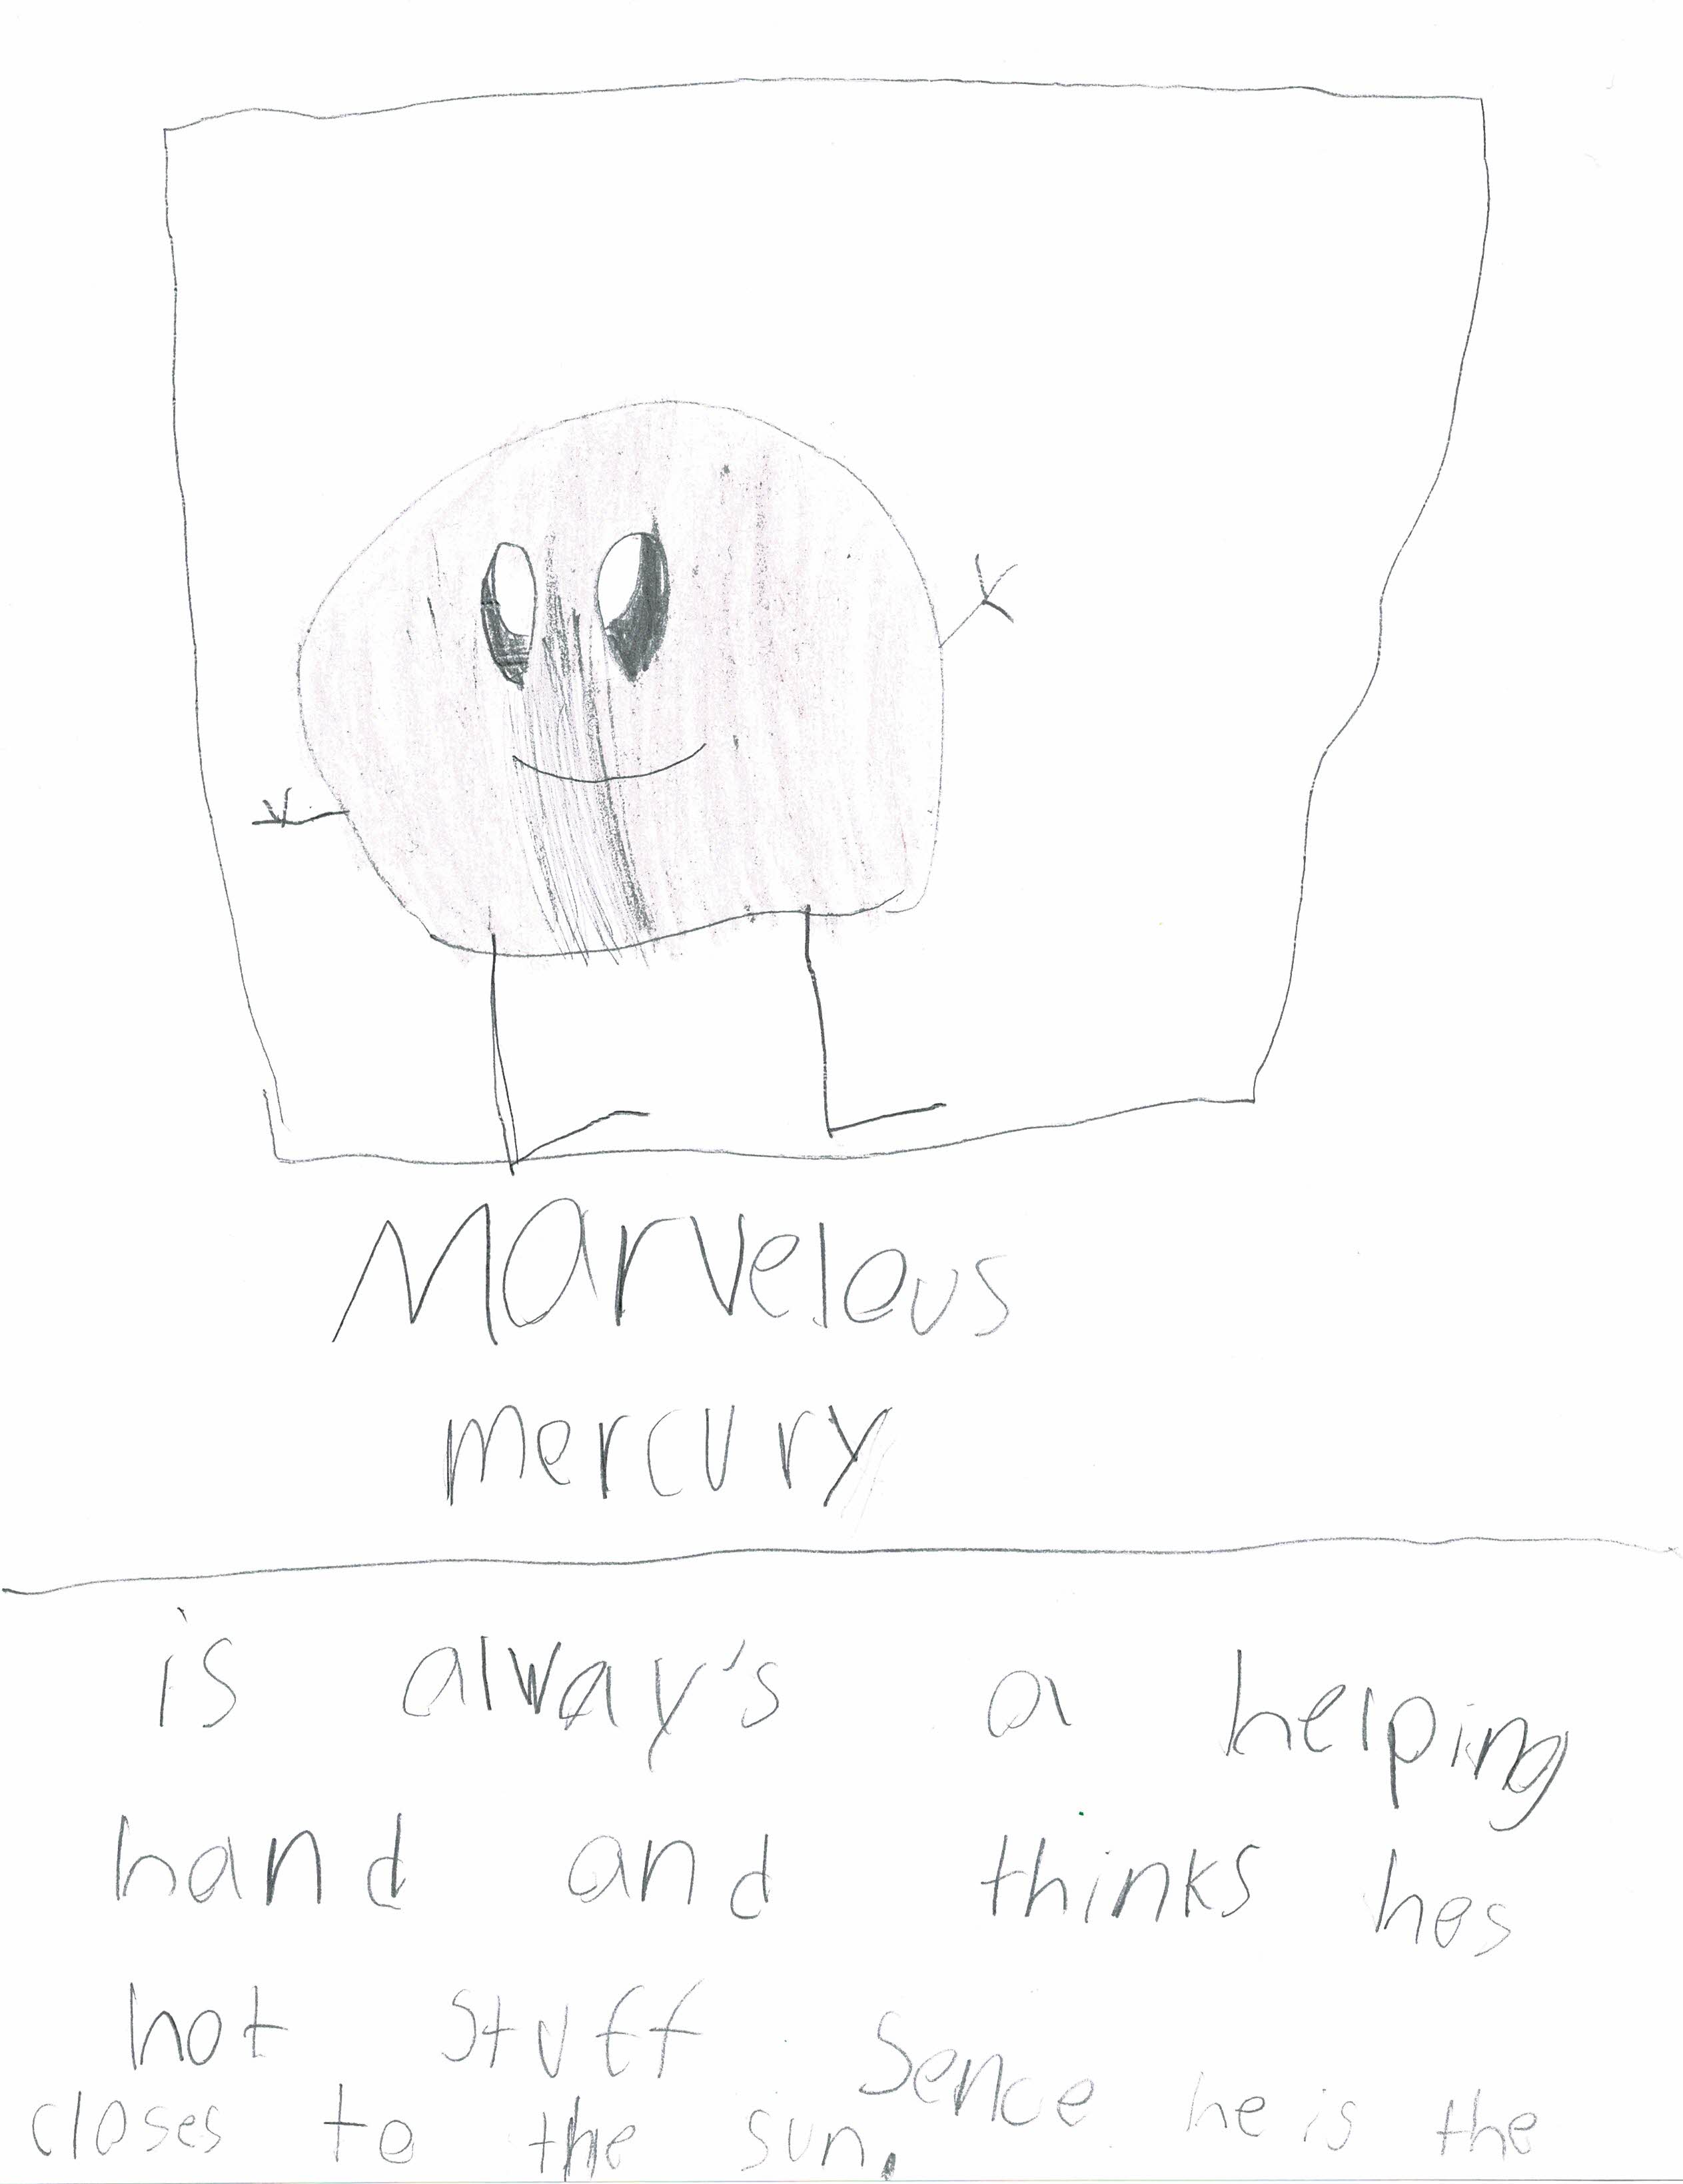 Marvelous
mercury
is alway's a helping
hand and thinks hes
hot stuff. Sence he is the
closes to the sun.